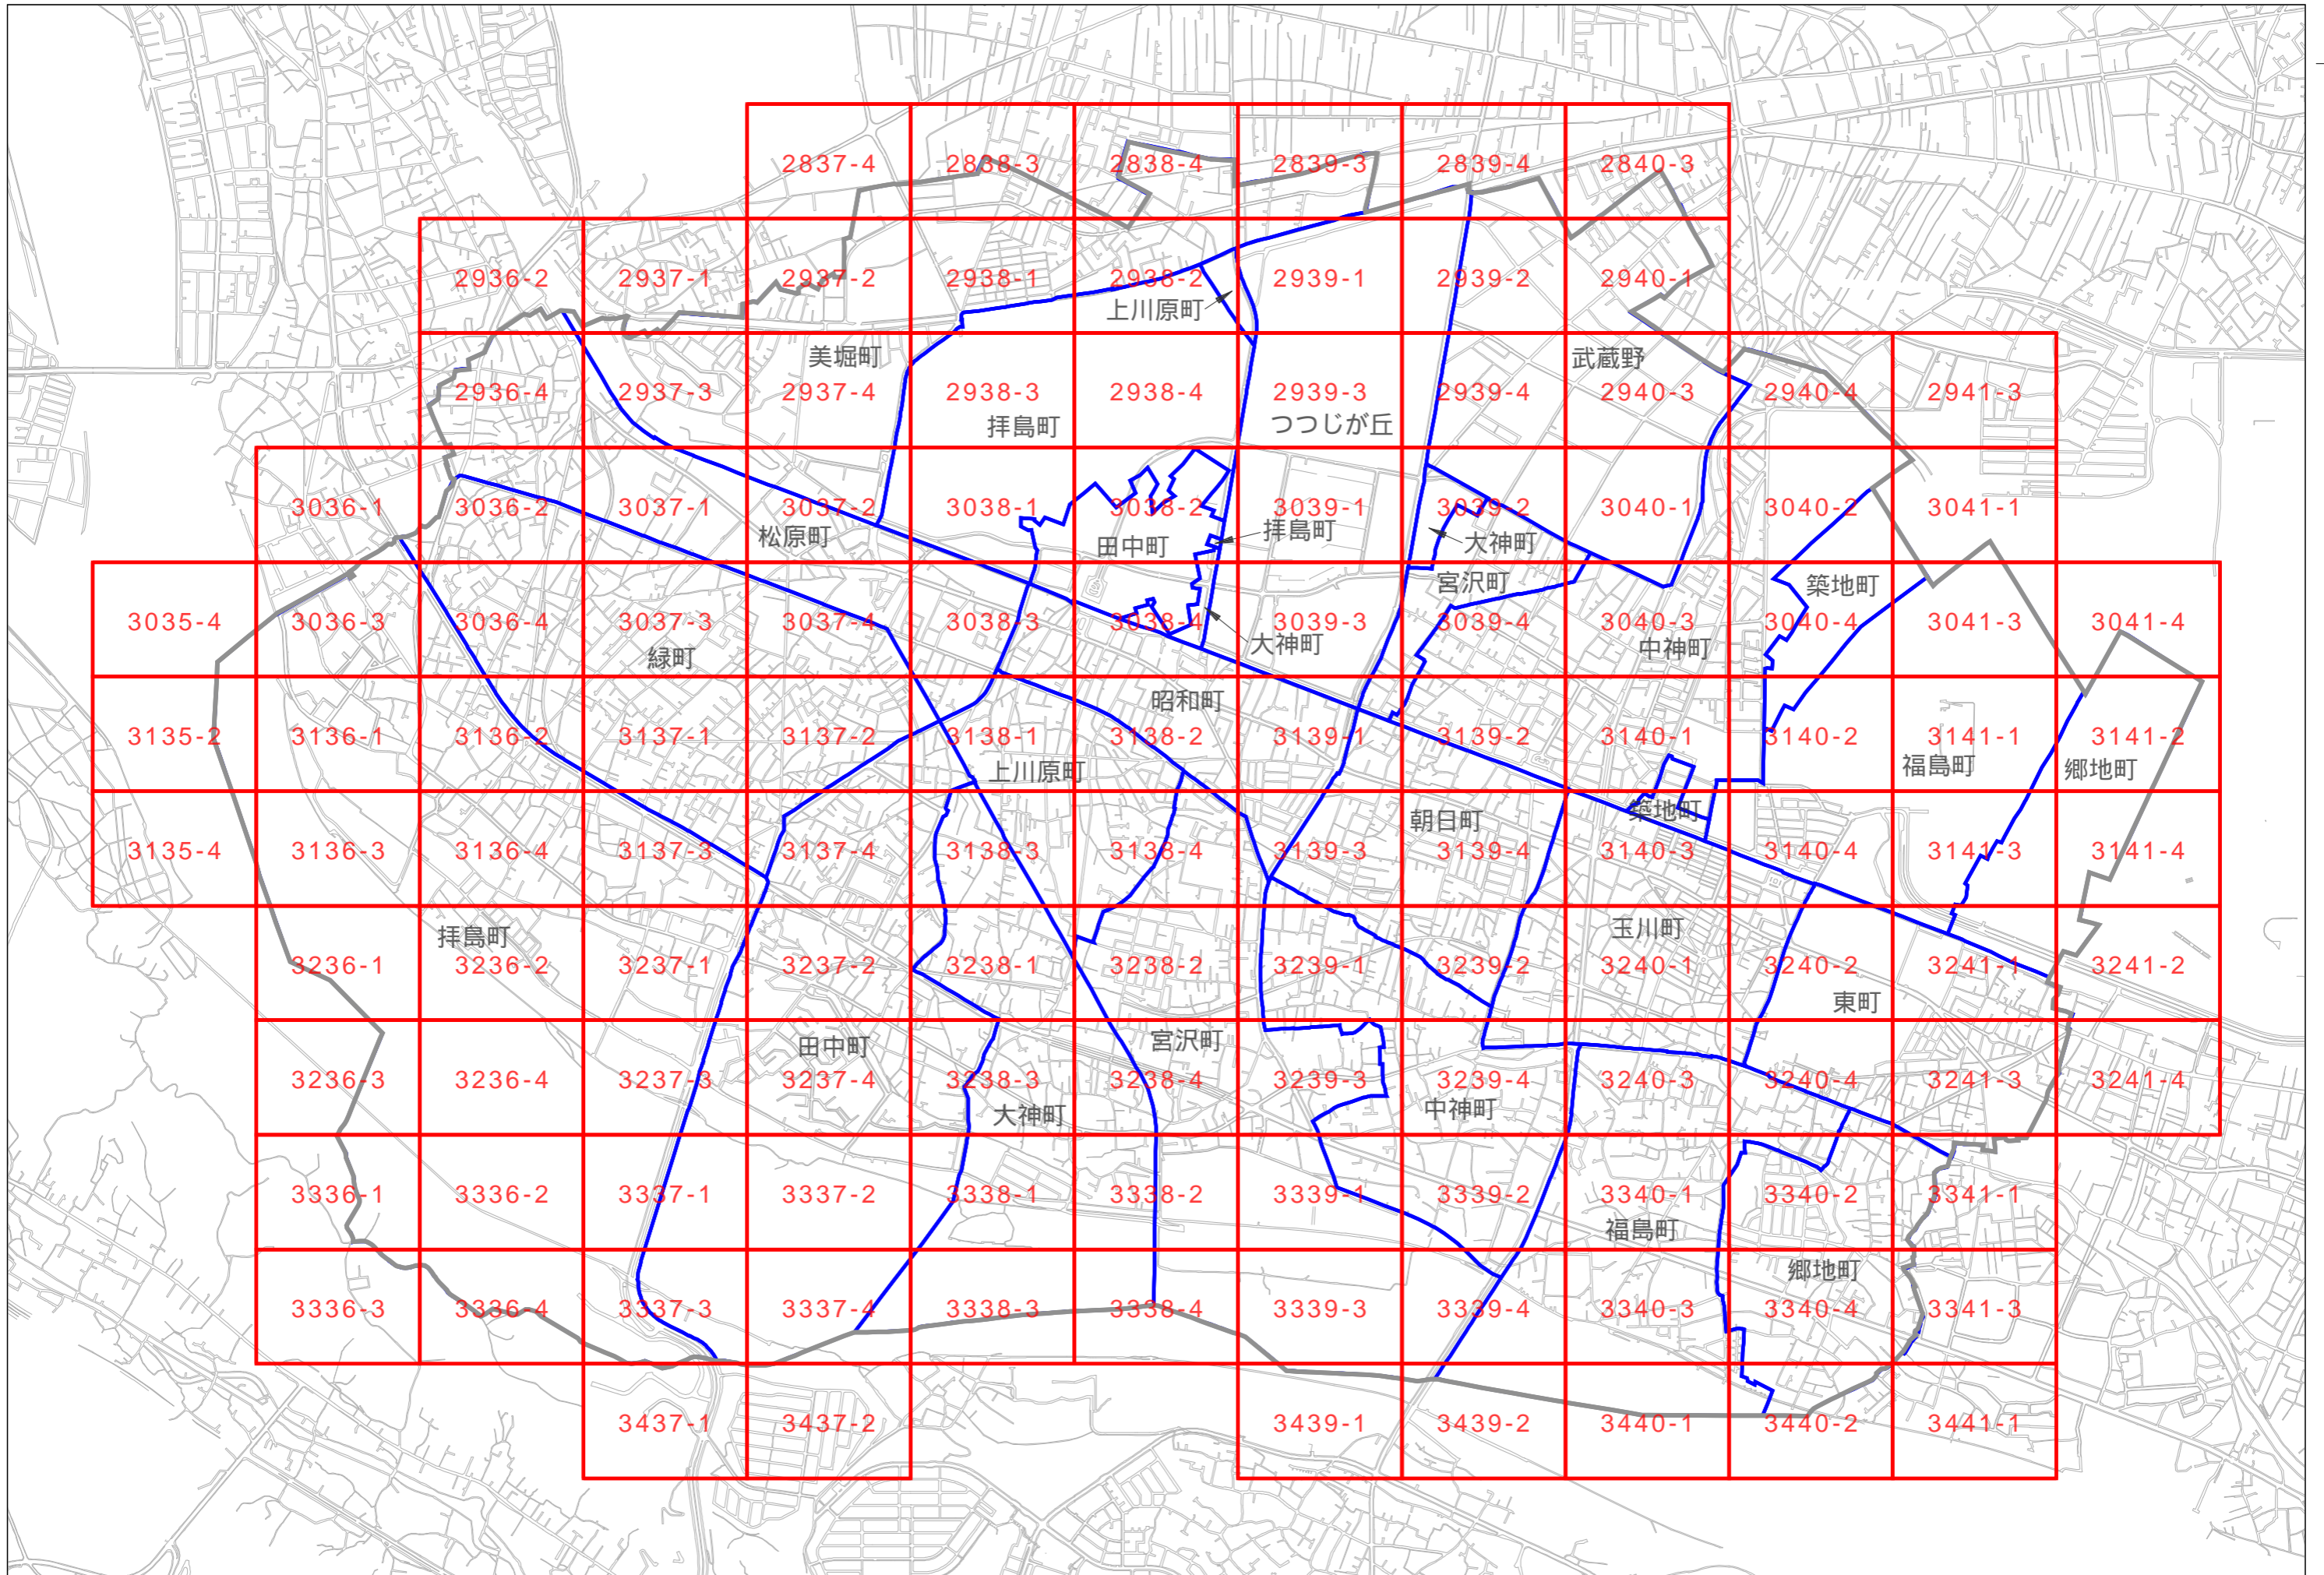 2837-4 2838-3 2838-4 2839-3 2839-4 2840-3
2936-2 2937-1 2937-2 2938-1 2938-2 2939-1 2939-2 2940-1
上川原町
美堀町 武蔵野
2936-4 2937-3 2937-4 2938-3 2938-4 2939-3 2939-4 2940-3 2940-4 2941-3
拝島町 つつじが丘
3036-1 3036-2 3037-1 3037-2 3038-1 3038-2 3039-1 3039-2 3040-1 3040-2 3041-1
松原町 田中町 拝島町 大神町
宮沢町 築地町
3035-4 3036-3 3036-4 3037-3 3037-4 3038-3 3038-4 3039-3 3039-4 3040-3 3040-4 3041-3 3041-4
緑町 大神町 中神町
昭和町
3135-2 3136-1 3136-2 3137-1 3137-2 3138-1 3138-2 3139-1 3139-2 3140-1 3140-2 3141-1 3141-2
上川原町 福島町 郷地町
朝日町 築地町
3135-4 3136-3 3136-4 3137-3 3137-4 3138-3 3138-4 3139-3 3139-4 3140-3 3140-4 3141-3 3141-4
拝島町 玉川町
3236-1 3236-2 3237-1 3237-2 3238-1 3238-2 3239-1 3239-2 3240-1 3240-2 3241-1 3241-2
東町
田中町 宮沢町
3236-3 3236-4 3237-3 3237-4 3238-3 3238-4 3239-3 3239-4 3240-3 3240-4 3241-3 3241-4
大神町 中神町
3336-1 3336-2 3337-1 3337-2 3338-1 3338-2 3339-1 3339-2 3340-1 3340-2 3341-1
福島町
郷地町
3336-3 3336-4 3337-3 3337-4 3338-3 3338-4 3339-3 3339-4 3340-3 3340-4 3341-3
3437-1 3437-2 3439-1 3439-2 3440-1 3440-2 3441-1